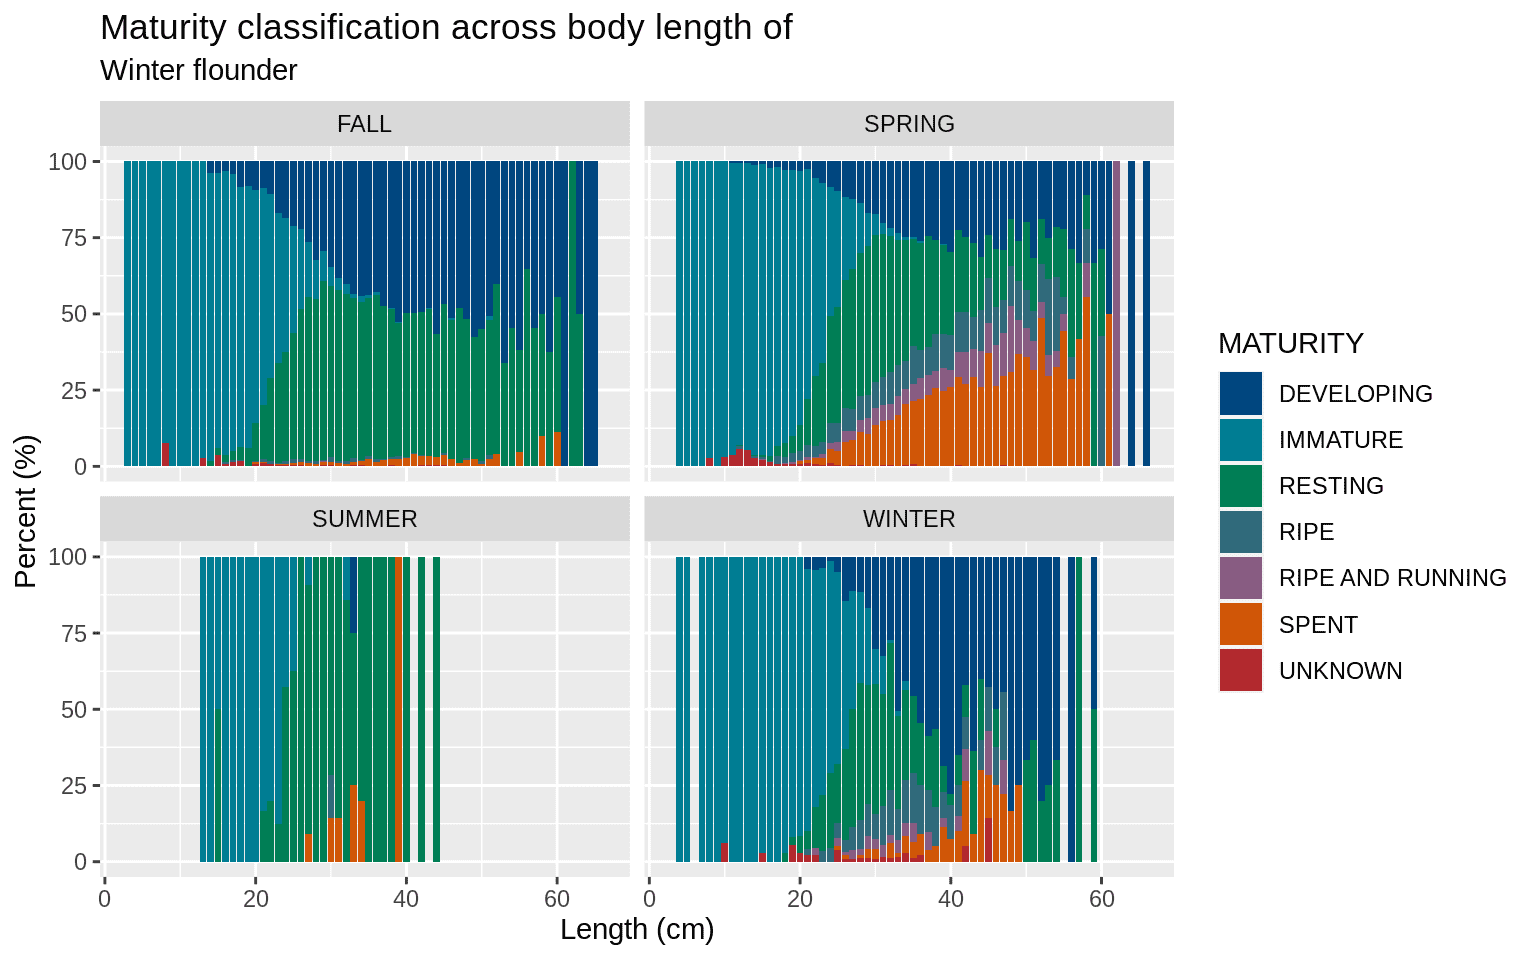 Maturity classification across body length of
Winter flounder
FALL
SPRING
100
75
50
25
0
SUMMER
WINTER
100
75
50
25
0
0
20
40
60
0
20
40
60
Length (cm)
Percent (%)
MATURITY
DEVELOPING
IMMATURE
RESTING
RIPE
RIPE AND RUNNING
SPENT
UNKNOWN